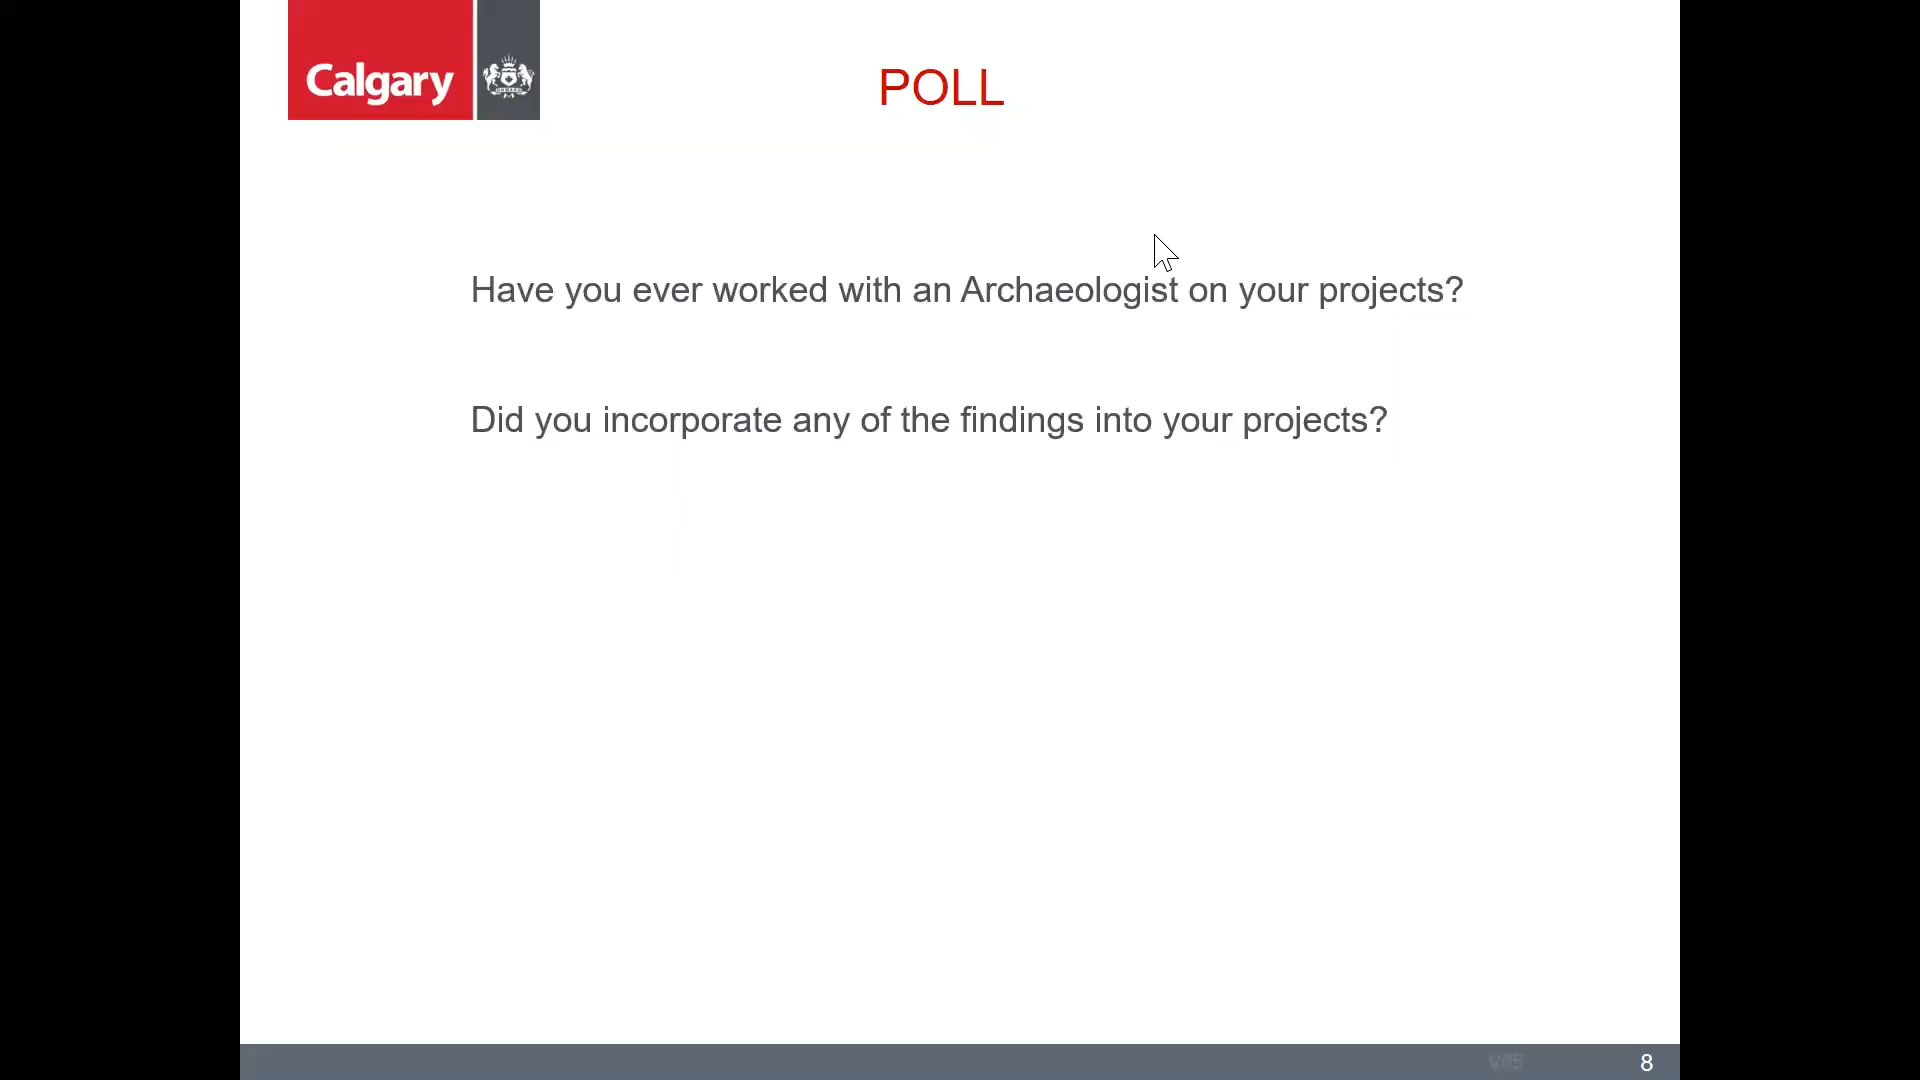 Calgary
POLL
Have you ever worked with an Archaeologist on your projects?
Did you incorporate any of the findings into your projects?
V05
8